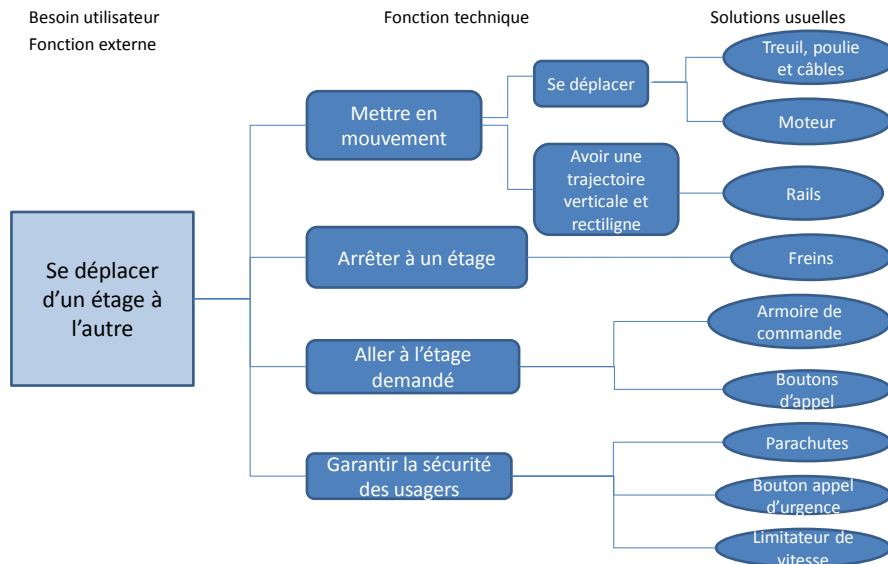 Besoin utilisateur
Fonction externe
Fonction technique
Solutions usuelles
Se déplacer
d’un étage à
l’autre
Mettre en
mouvement
Se déplacer
Treuil, poulie
et câbles
Moteur
Avoir une
trajectoire
verticale et
rectiligne
Rails
Arrêter à un étage
Freins
Aller à l’étage
demandé
Armoire de
commande
Boutons
d’appel
Garantir la sécurité
des usagers
Parachutes
Bouton appel
d’urgence
Limitateur de
vitesse